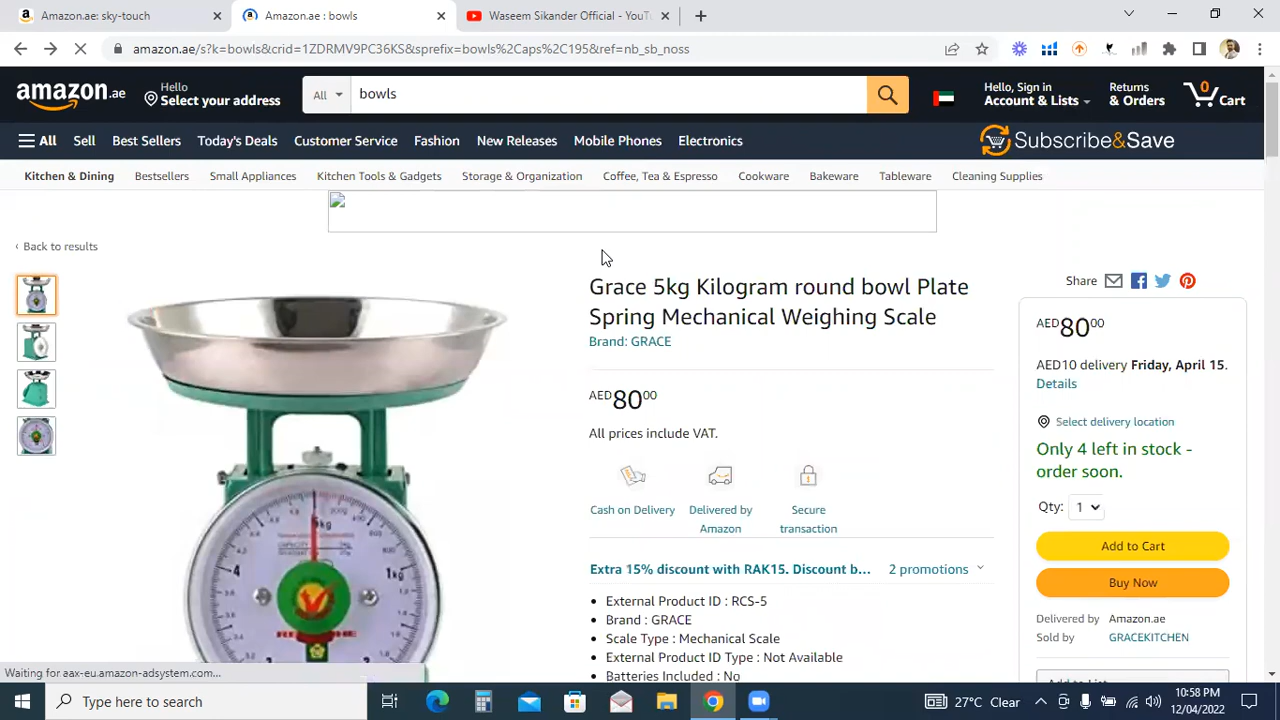 Amazon.ae: sky-touch
Amazon.ae : bowls
Waseem Sikander Official - YouT
amazon.ae/s?k=bowls&crid=1ZDRMV9PC36KS&sprefix=bowls%2Caps%2C195&ref=nb_sb_noss
amazon.ae
Hello
Select your address
All
bowls
Hello, Sign in
Account & Lists
Returns
& Orders
0
Cart
All
Sell
Best Sellers
Today's Deals
Customer Service
Fashion
New Releases
Mobile Phones
Electronics
Subscribe&Save
Kitchen & Dining
Bestsellers
Small Appliances
Kitchen Tools & Gadgets
Storage & Organization
Coffee, Tea & Espresso
Cookware
Bakeware
Tableware
Cleaning Supplies
‹ Back to results
Grace 5kg Kilogram round bowl Plate
Spring Mechanical Weighing Scale
Brand: GRACE
AED8000
All prices include VAT.
Cash on Delivery
Delivered by
Amazon
Secure
transaction
Extra 15% discount with RAK15. Discount b...
2 promotions
• External Product ID : RCS-5
• Brand : GRACE
• Scale Type : Mechanical Scale
• External Product ID Type : Not Available
• Batteries Included : No
Share
AED8000
AED10 delivery Friday, April 15.
Details
Select delivery location
Only 4 left in stock -
order soon.
Qty: 1
Add to Cart
Buy Now
Delivered by Amazon.ae
Sold by GRACEKITCHEN
Add to List
5kg
4
1kg
Waiting for aax-eu.amazon-adsystem.com...
Type here to search
27°C Clear
10:58 PM
12/04/2022